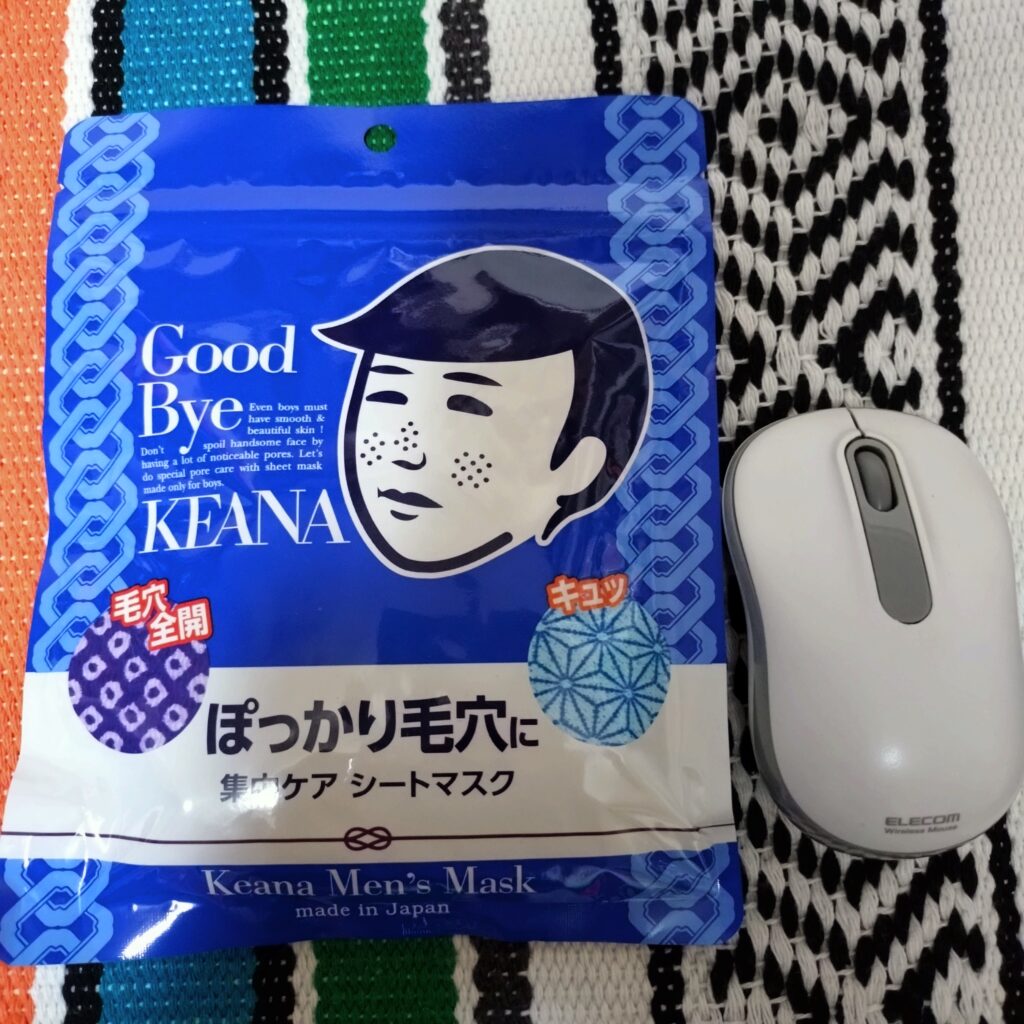 Good
Bye
Even boys must
have smooth &
beautiful skin !
Don't spoil handsome face by
having a lot of noticeable pores. Let's
do special pore care with sheet mask
made only for boys.
KEANA
毛穴
全開
キュッ
ぽっかり毛穴に
集中ケア シートマスク
Keana Men's Mask
made in Japan
ELECOM
Wireless Mouse